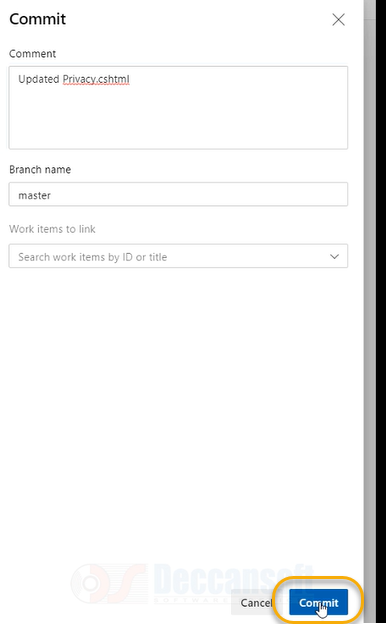 Commit
Comment
Updated Privacy.cshtml
Branch name
master
Work items to link
Search work items by ID or title
Deccansoft
Cancel
Commit